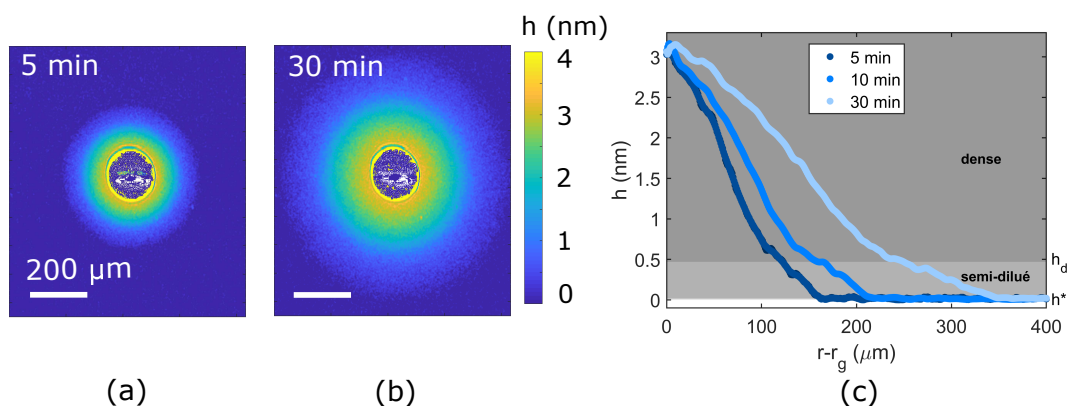 5 min
200 µm
(a)
30 min
(b)
h (nm)
4
3
2
1
0
h (nm)
3
2.5
2
1.5
1
0.5
0
5 min
10 min
30 min
dense
semi-dilué
h_d
h*
0
100
200
300
400
r-r_g (μm)
(c)